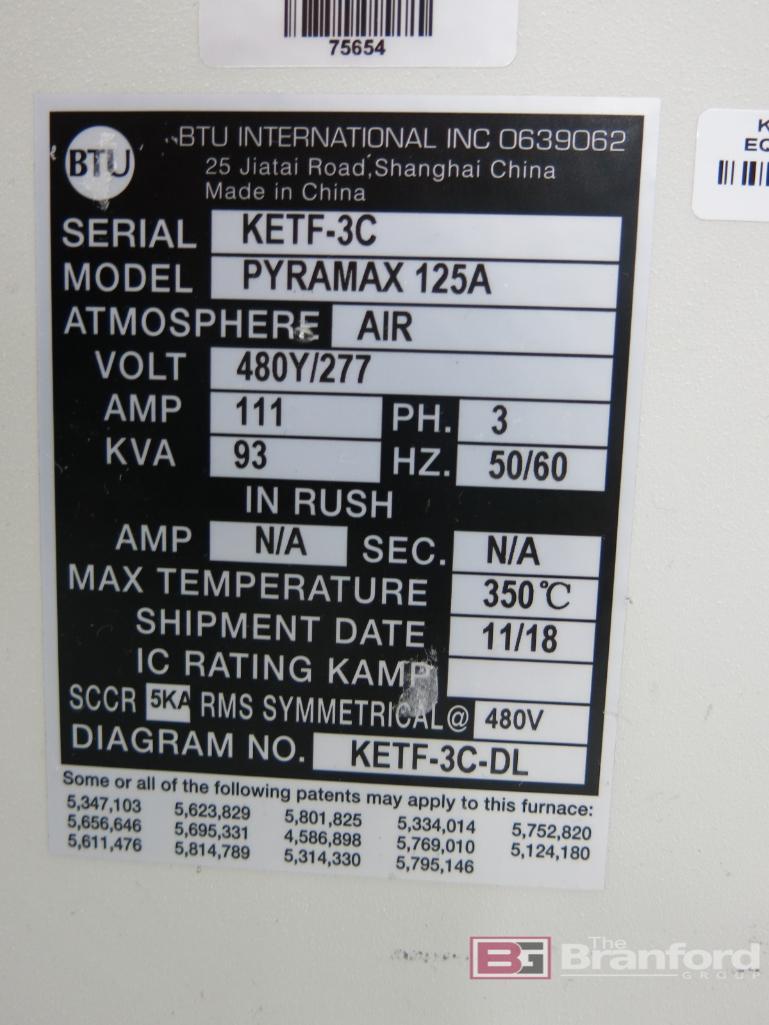 75654
K
EQ
BTU
BTU INTERNATIONAL INC 0639062
25 Jiatai Road,Shanghai China
Made in China
SERIAL KETF-3C
MODEL PYRAMAX 125A
ATMOSPHERE AIR
VOLT 480Y/277
AMP 111 PH. 3
KVA 93 HZ. 50/60
IN RUSH
AMP N/A SEC. N/A
MAX TEMPERATURE 350°C
SHIPMENT DATE 11/18
IC RATING KAMP
SCCR 5KA RMS SYMMETRICAL@ 480V
DIAGRAM NO. KETF-3C-DL
Some or all of the following patents may apply to this furnace:
5,347,103 5,623,829 5,801,825 5,334,014 5,752,820
5,656,646 5,695,331 4,586,898 5,769,010 5,124,180
5,611,476 5,814,789 5,314,330 5,795,146
BG The Branford
GROUP